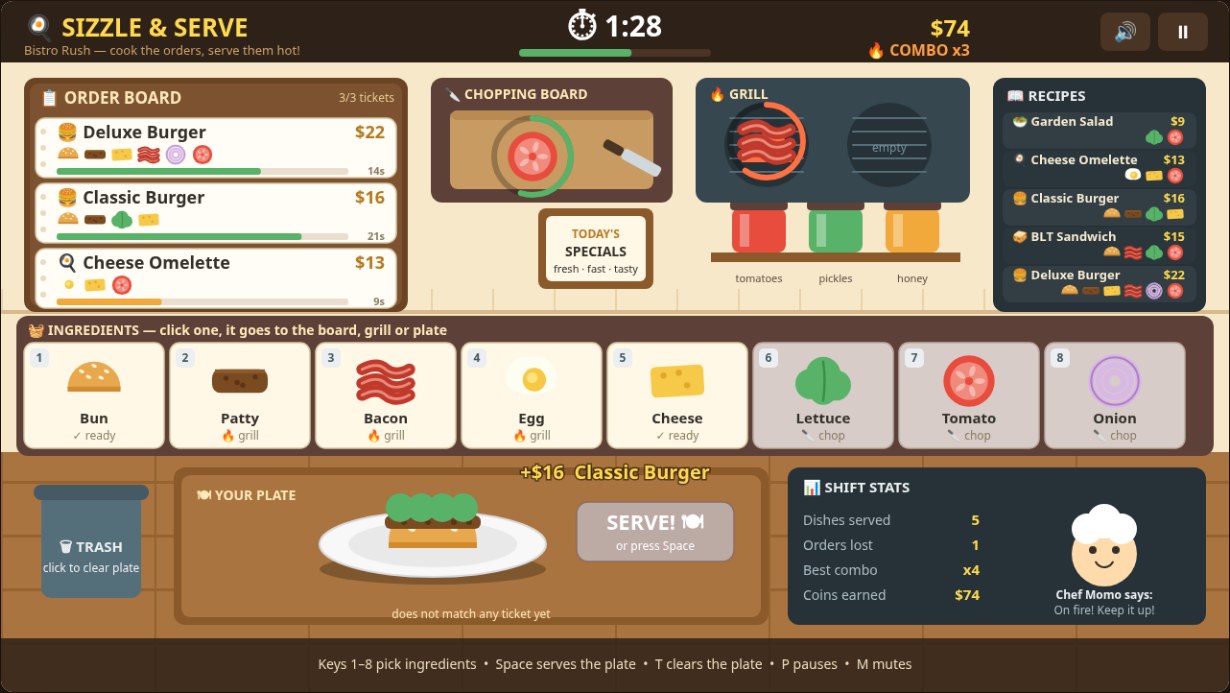 SIZZLE & SERVE
Bistro Rush — cook the orders, serve them hot!
1:28
$74
COMBO x3
ORDER BOARD
3/3 tickets
Deluxe Burger $22
14s
Classic Burger $16
21s
Cheese Omelette $13
9s
CHOPPING BOARD
TODAY'S
SPECIALS
fresh · fast · tasty
GRILL
empty
tomatoes pickles honey
RECIPES
Garden Salad $9
Cheese Omelette $13
Classic Burger $16
BLT Sandwich $15
Deluxe Burger $22
INGREDIENTS — click one, it goes to the board, grill or plate
1 2 3 4 5 6 7 8
Bun Patty Bacon Egg Cheese Lettuce Tomato Onion
✓ ready grill grill grill ✓ ready chop chop chop
+$16 Classic Burger
TRASH
click to clear plate
YOUR PLATE
SERVE!
or press Space
does not match any ticket yet
SHIFT STATS
Dishes served 5
Orders lost 1
Best combo x4
Coins earned $74
Chef Momo says:
On fire! Keep it up!
Keys 1–8 pick ingredients • Space serves the plate • T clears the plate • P pauses • M mutes